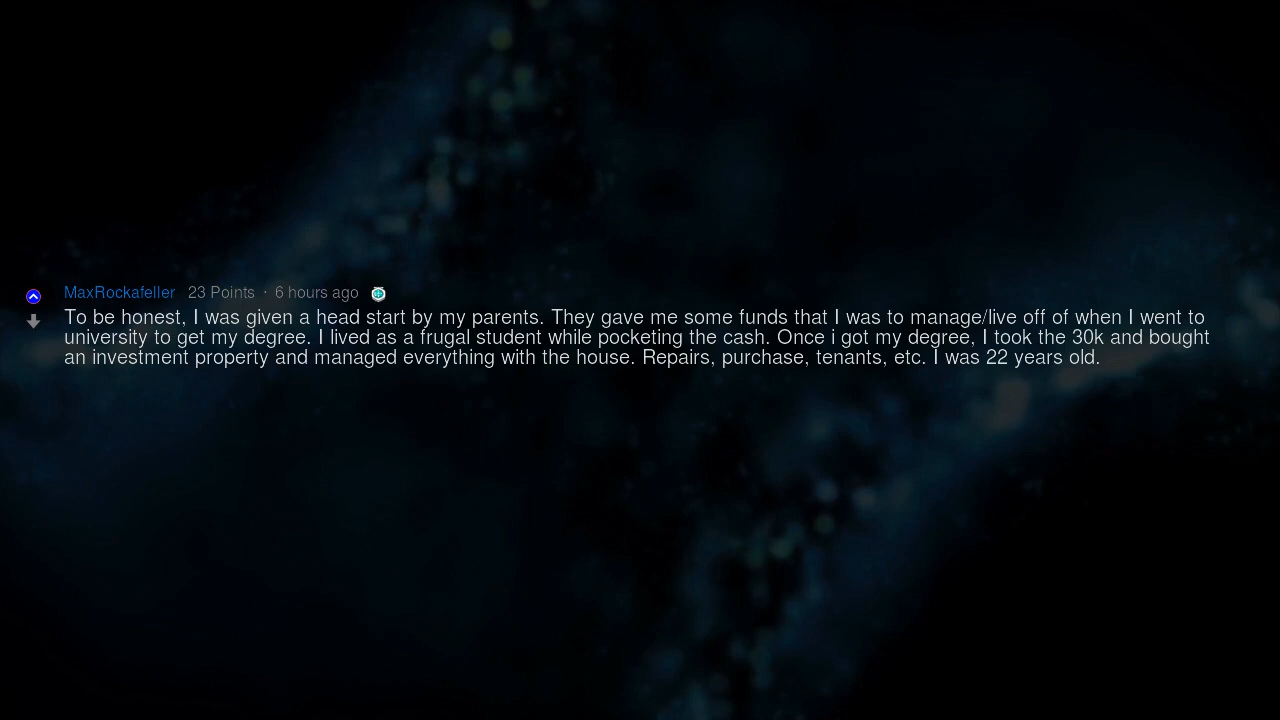 MaxRockafeller 23 Points · 6 hours ago
To be honest, I was given a head start by my parents. They gave me some funds that I was to manage/live off of when I went to
university to get my degree. I lived as a frugal student while pocketing the cash. Once i got my degree, I took the 30k and bought
an investment property and managed everything with the house. Repairs, purchase, tenants, etc. I was 22 years old.